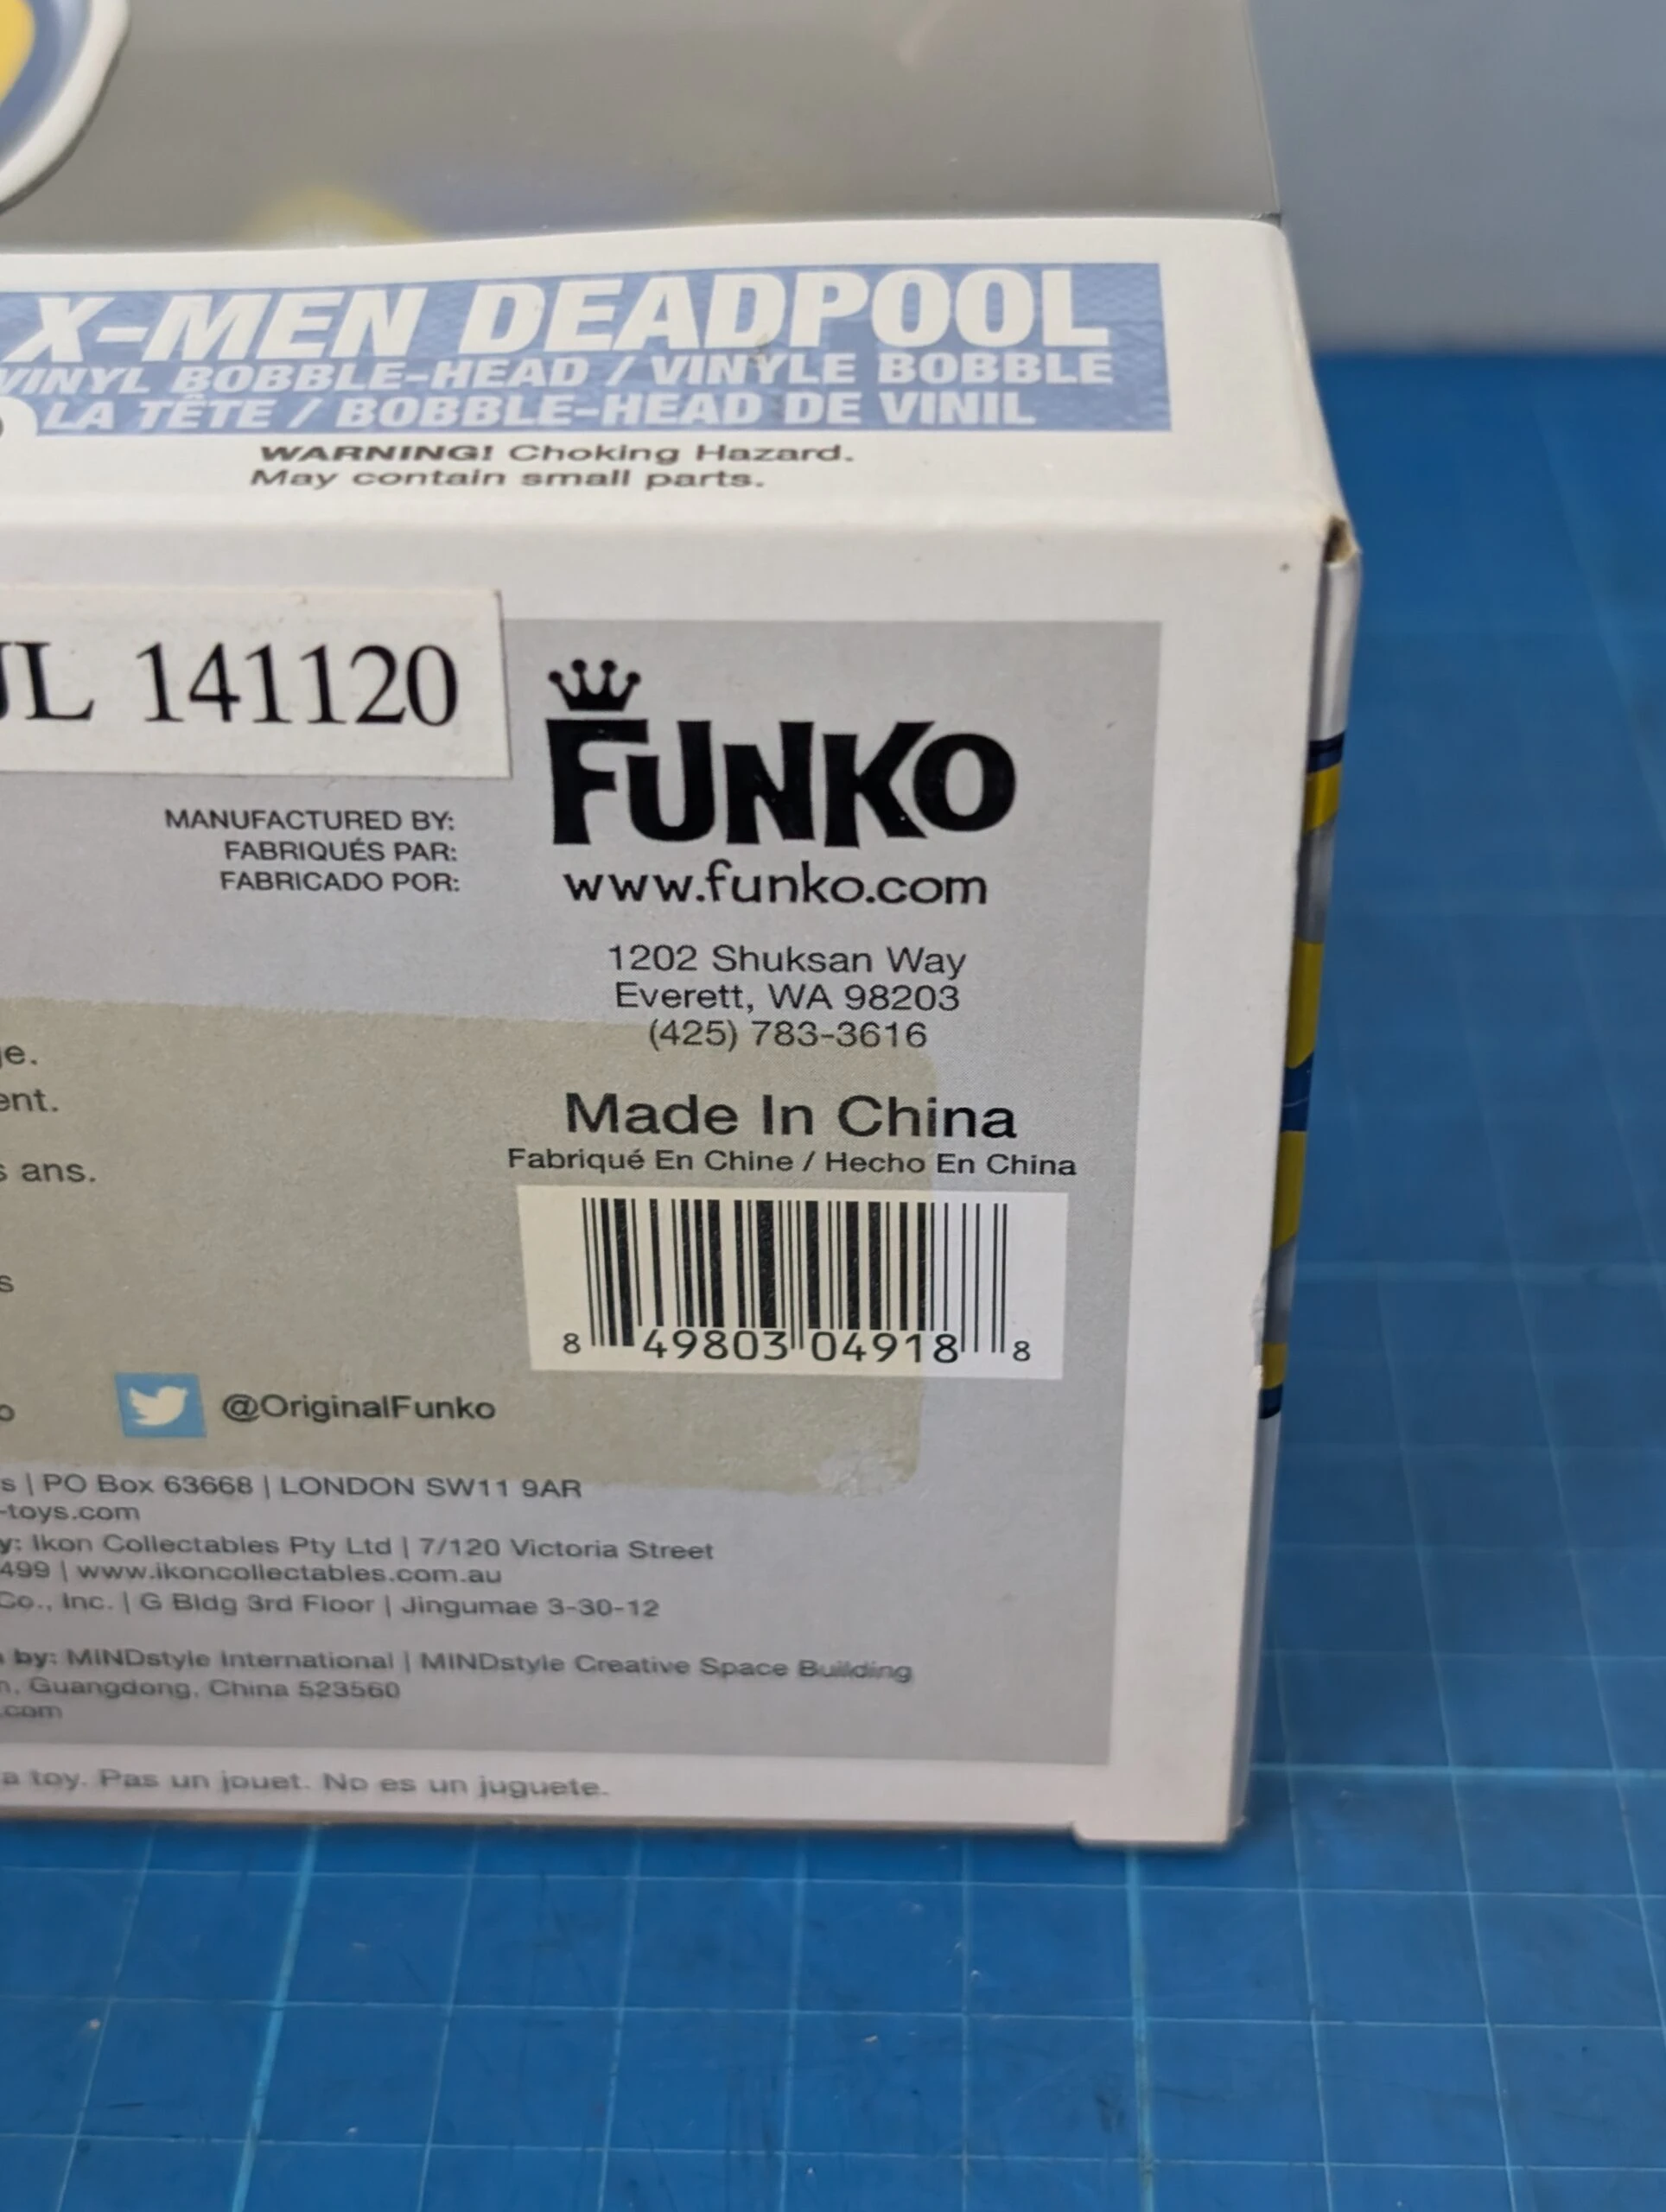 X-MEN DEADPOOL
VINYL BOBBLE-HEAD / VINYLE BOBBLE
LA TÊTE / BOBBLE-HEAD DE VINIL
WARNING! Choking Hazard.
May contain small parts.
141120
FUNKO
MANUFACTURED BY:
FABRIQUÉS PAR:
FABRICADO POR:
www.funko.com
1202 Shuksan Way
Everett, WA 98203
(425) 783-3616
Made In China
Fabriqué En Chine / Hecho En China
ans.
8 49803 04918 8
@OriginalFunko
| PO Box 63668 | LONDON SW11 9AR
-toys.com
Ikon Collectables Pty Ltd | 7/120 Victoria Street
499 | www.ikoncollectables.com.au
Co., Inc. | G Bldg 3rd Floor | Jingumae 3-30-12
by: MINDstyle International | MINDstyle Creative Space Building
Guangdong, China 523560
.com
a toy. Pas un jouet. No es un juguete.